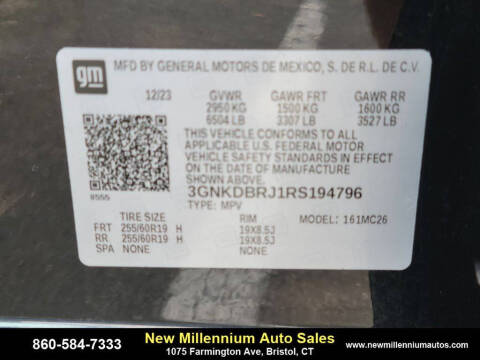 gm
MFD BY GENERAL MOTORS DE MEXICO, S. DE R.L. DE C.V.
12/23 GVWR GAWR FRT GAWR RR
2950 KG 1500 KG 1600 KG
6504 LB 3307 LB 3527 LB
THIS VEHICLE CONFORMS TO ALL
APPLICABLE U.S. FEDERAL MOTOR
VEHICLE SAFETY STANDARDS IN EFFECT
ON THE DATE OF MANUFACTURE
SHOWN ABOVE.
8555 3GNKDBRJ1RS194796
TYPE: MPV MODEL: 161MC26
TIRE SIZE RIM
FRT 255/60R19 H 19X8.5J
RR 255/60R19 H 19X8.5J
SPA NONE NONE
860-584-7333 New Millennium Auto Sales www.newmillenniumautos.com
1075 Farmington Ave, Bristol, CT